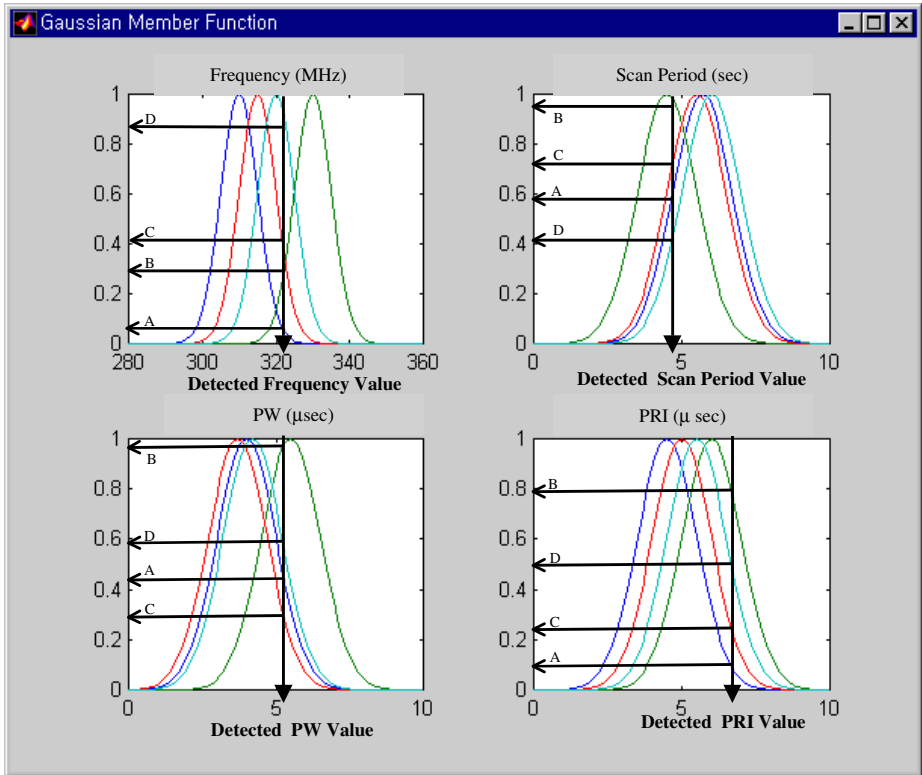 Gaussian Member Function
Frequency (MHz)
1
0.8
0.6
0.4
0.2
0
D
C
B
A
280
300
320
340
360
Detected Frequency Value
Scan Period (sec)
1
0.8
0.6
0.4
0.2
0
B
C
A
D
0
5
10
Detected Scan Period Value
PW (μsec)
1
0.8
0.6
0.4
0.2
0
B
D
A
C
0
5
10
Detected PW Value
PRI (μ sec)
1
0.8
0.6
0.4
0.2
0
B
D
C
A
0
5
10
Detected PRI Value